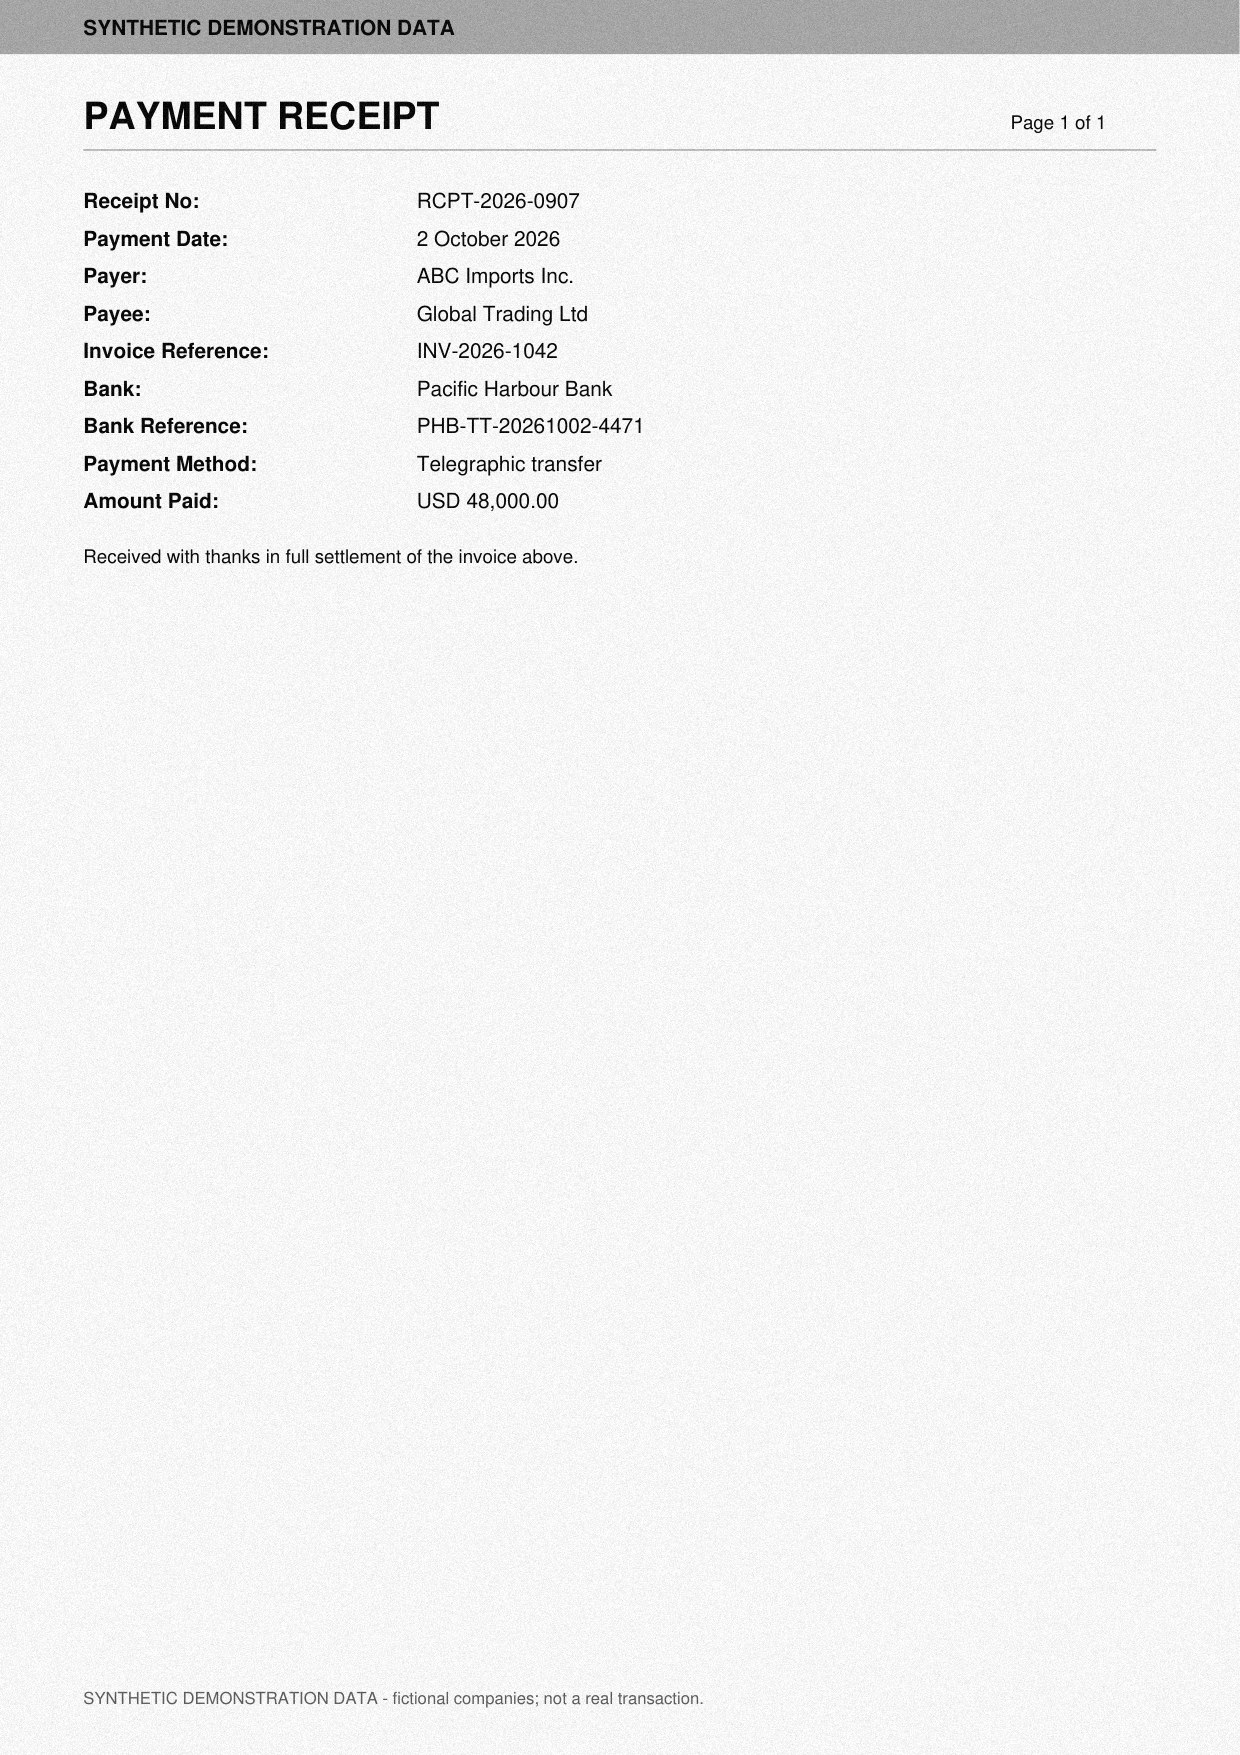 SYNTHETIC DEMONSTRATION DATA
PAYMENT RECEIPT
Page 1 of 1
Receipt No: RCPT-2026-0907
Payment Date: 2 October 2026
Payer: ABC Imports Inc.
Payee: Global Trading Ltd
Invoice Reference: INV-2026-1042
Bank: Pacific Harbour Bank
Bank Reference: PHB-TT-20261002-4471
Payment Method: Telegraphic transfer
Amount Paid: USD 48,000.00
Received with thanks in full settlement of the invoice above.
SYNTHETIC DEMONSTRATION DATA - fictional companies; not a real transaction.